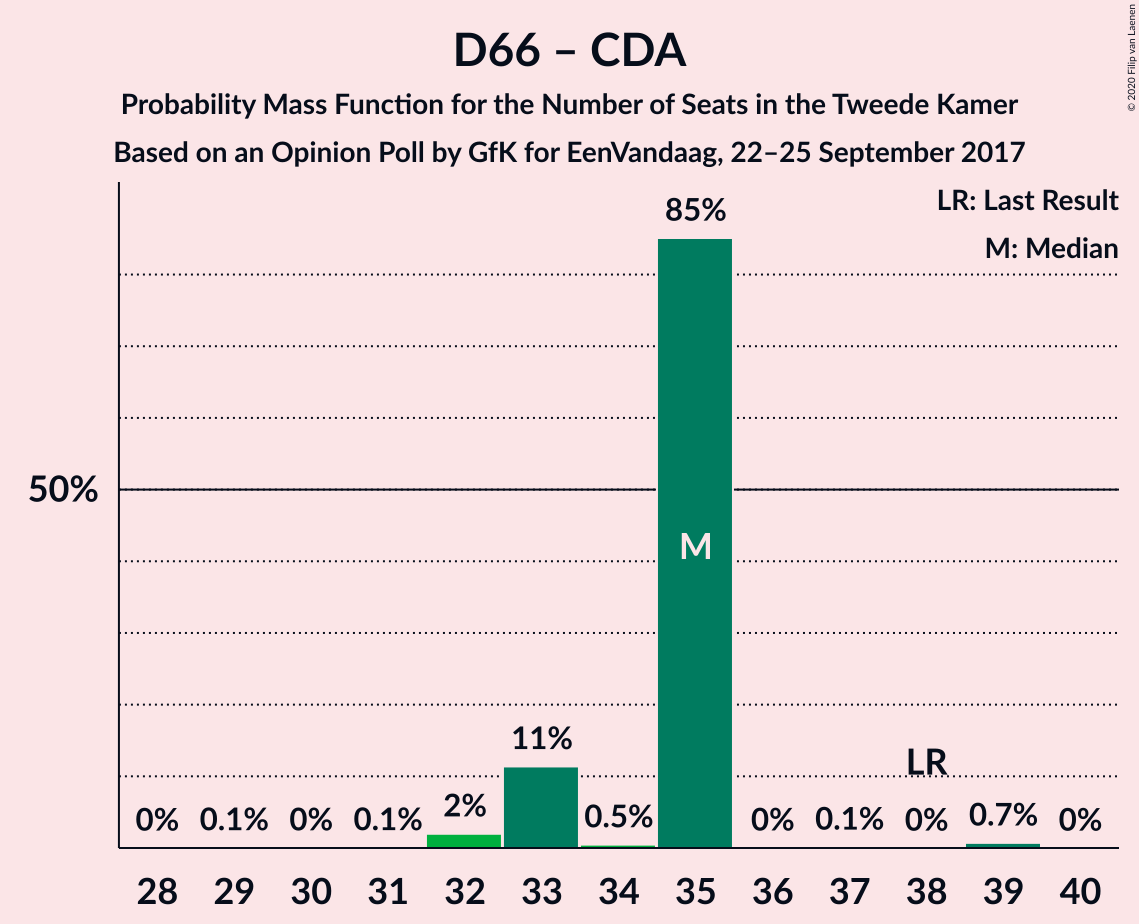 D66 – CDA
Probability Mass Function for the Number of Seats in the Tweede Kamer
Based on an Opinion Poll by GfK for EenVandaag, 22–25 September 2017
© 2020 Filip van Laenen
LR: Last Result
M: Median
50%
0% 0.1% 0% 0.1% 2% 11% 0.5% 85% 0% 0.1% 0% 0.7% 0%
M
LR
28 29 30 31 32 33 34 35 36 37 38 39 40